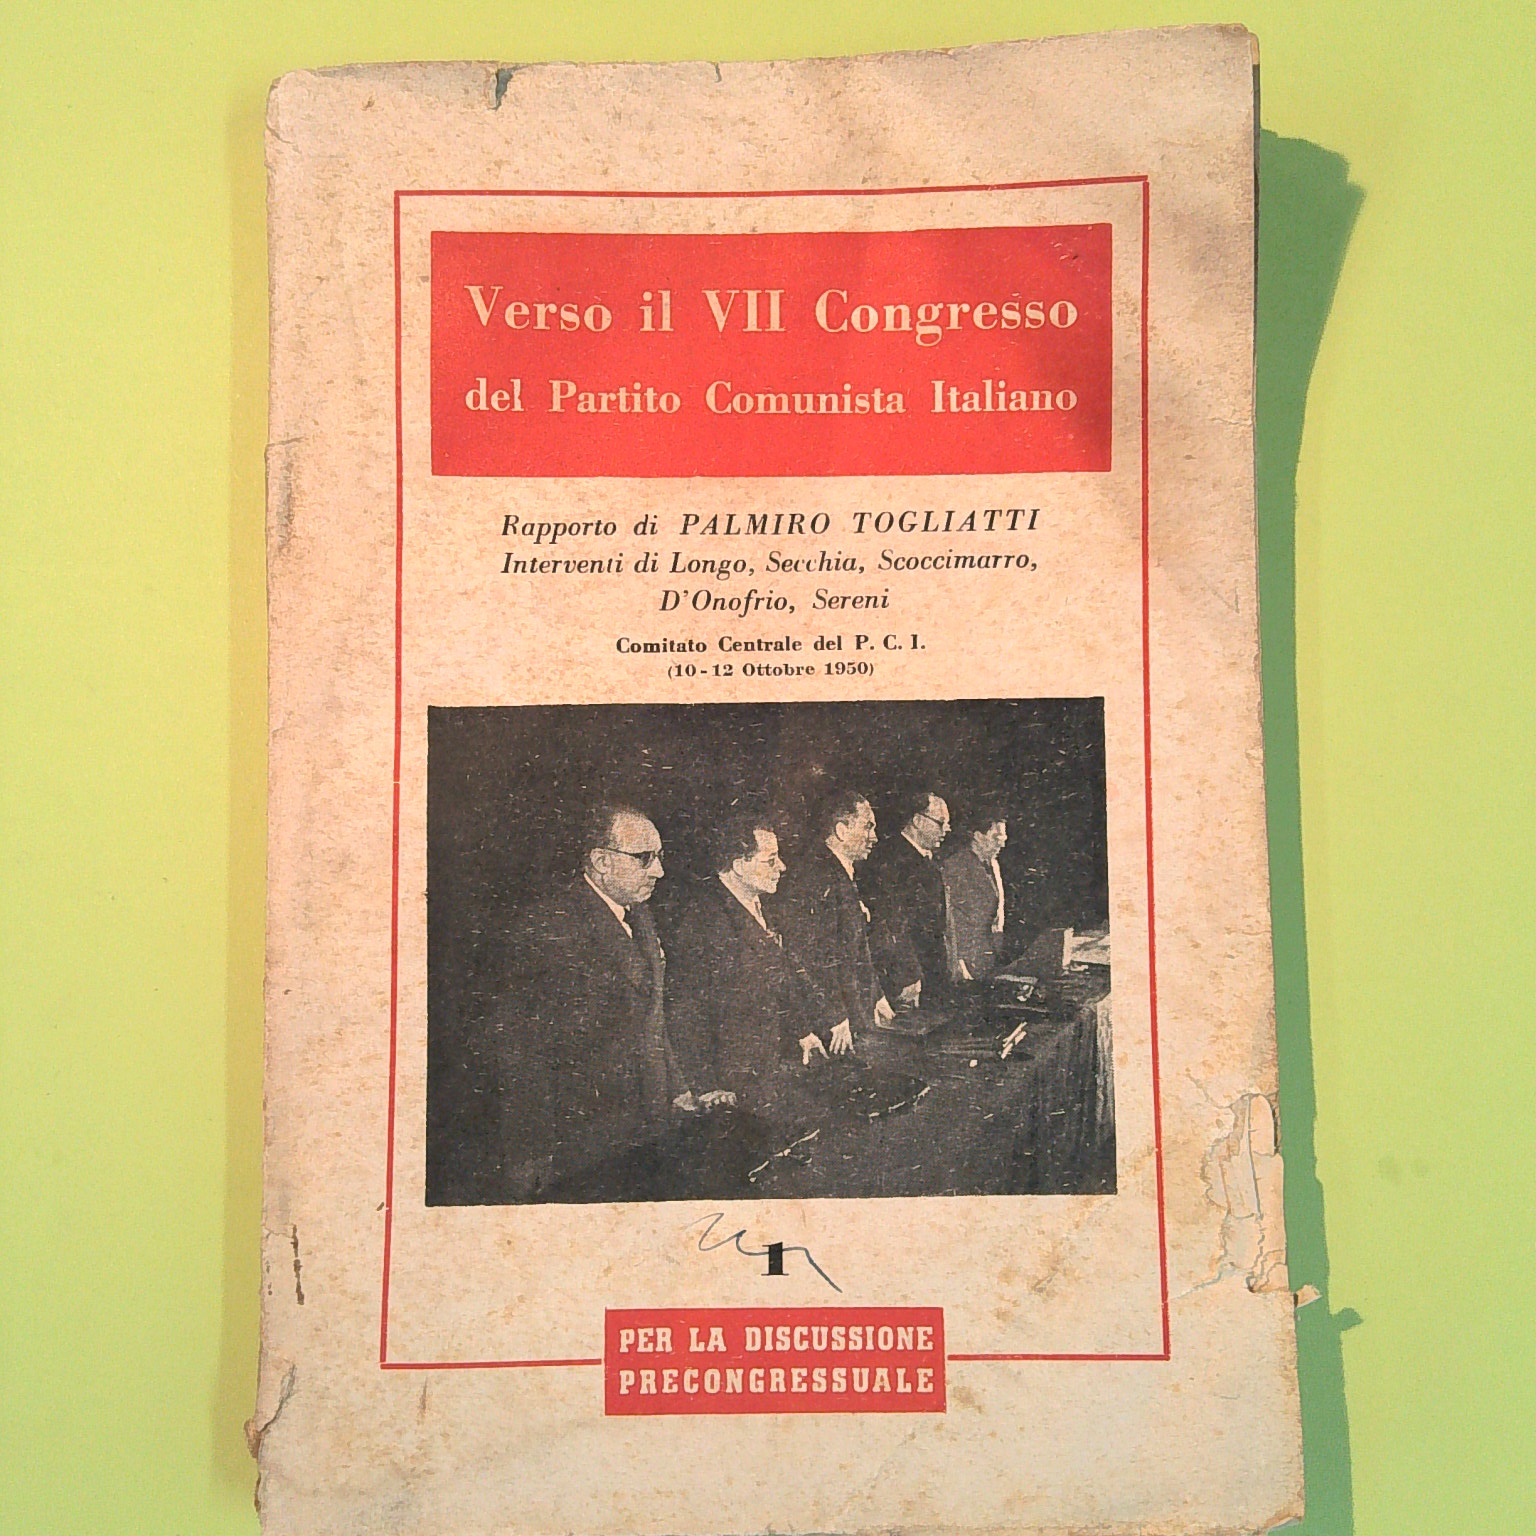 Verso il VII Congresso
del Partito Comunista Italiano
Rapporto di PALMIRO TOGLIATTI
Interventi di Longo, Secchia, Scoccimarro,
D'Onofrio, Sereni
Comitato Centrale del P. C. I.
(10-12 Ottobre 1950)
1
PER LA DISCUSSIONE
PRECONGRESSUALE